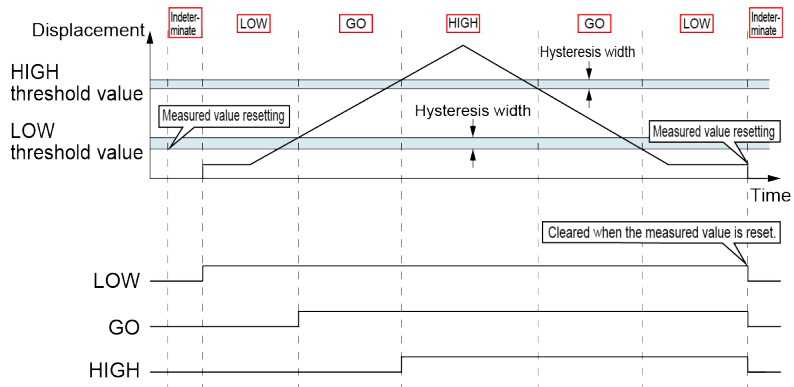 Indeter-
minate
LOW
GO
HIGH
GO
LOW
Indeter-
minate
Displacement
Hysteresis width
HIGH
threshold value
Measured value resetting
Hysteresis width
LOW
threshold value
Measured value resetting
Time
Cleared when the measured value is reset.
LOW
GO
HIGH